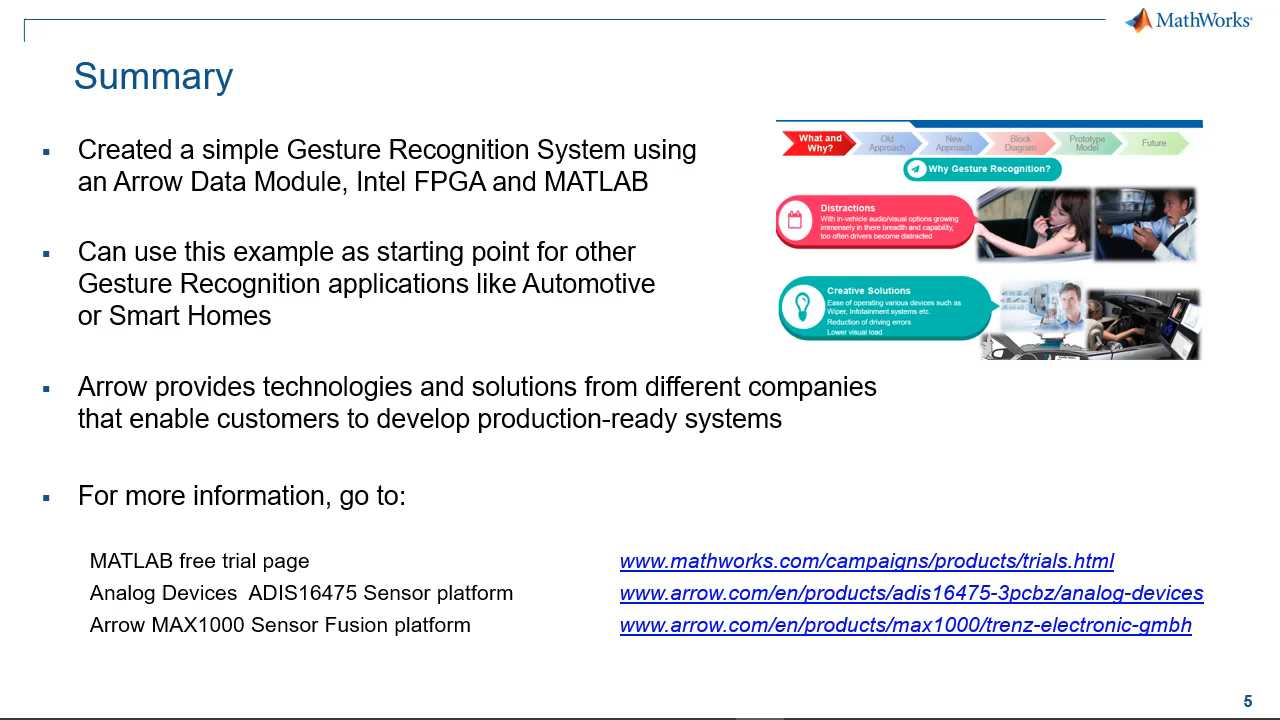 MathWorks
Summary
▪ Created a simple Gesture Recognition System using
an Arrow Data Module, Intel FPGA and MATLAB
▪ Can use this example as starting point for other
Gesture Recognition applications like Automotive
or Smart Homes
What and
Why?
Old
Approach
New
Approach
Block
Diagram
Prototype
Model
Future
Why Gesture Recognition?
Distractions
With in-vehicle audio/visual options growing
immensely in there breadth and capability,
too often drivers become distracted
Creative Solutions
Ease of operating various devices such as
Wiper, Infotainment systems etc.
Reduction of driving errors
Lower visual load
▪ Arrow provides technologies and solutions from different companies
that enable customers to develop production-ready systems
▪ For more information, go to:
MATLAB free trial page www.mathworks.com/campaigns/products/trials.html
Analog Devices ADIS16475 Sensor platform www.arrow.com/en/products/adis16475-3pcbz/analog-devices
Arrow MAX1000 Sensor Fusion platform www.arrow.com/en/products/max1000/trenz-electronic-gmbh
5